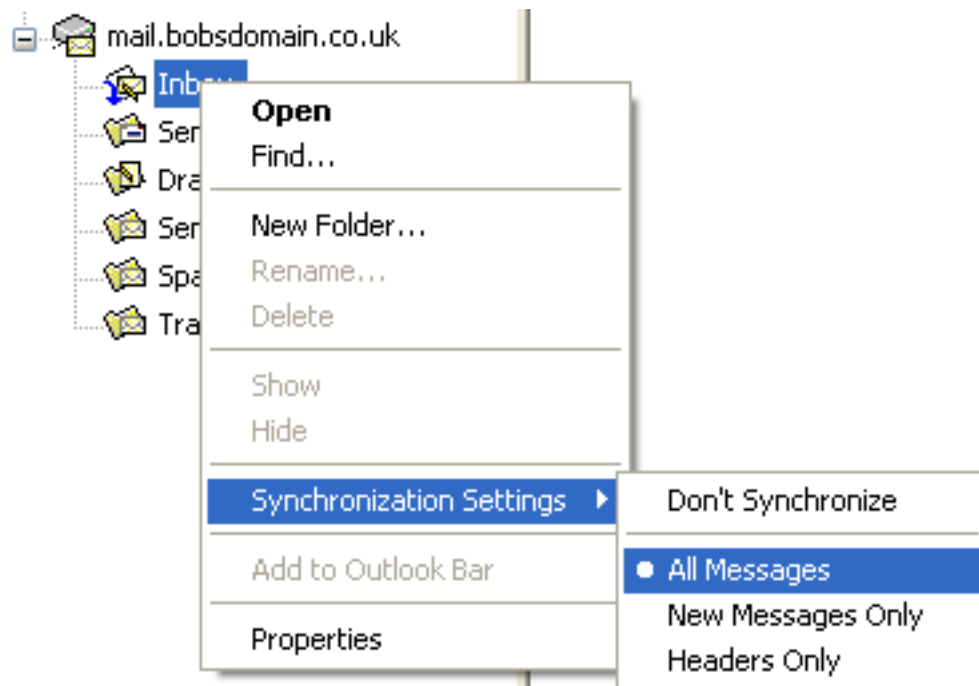 mail.bobsdomain.co.uk
Inbox
Open
Find...
New Folder...
Rename...
Delete
Show
Hide
Synchronization Settings
Add to Outlook Bar
Properties
Don't Synchronize
All Messages
New Messages Only
Headers Only